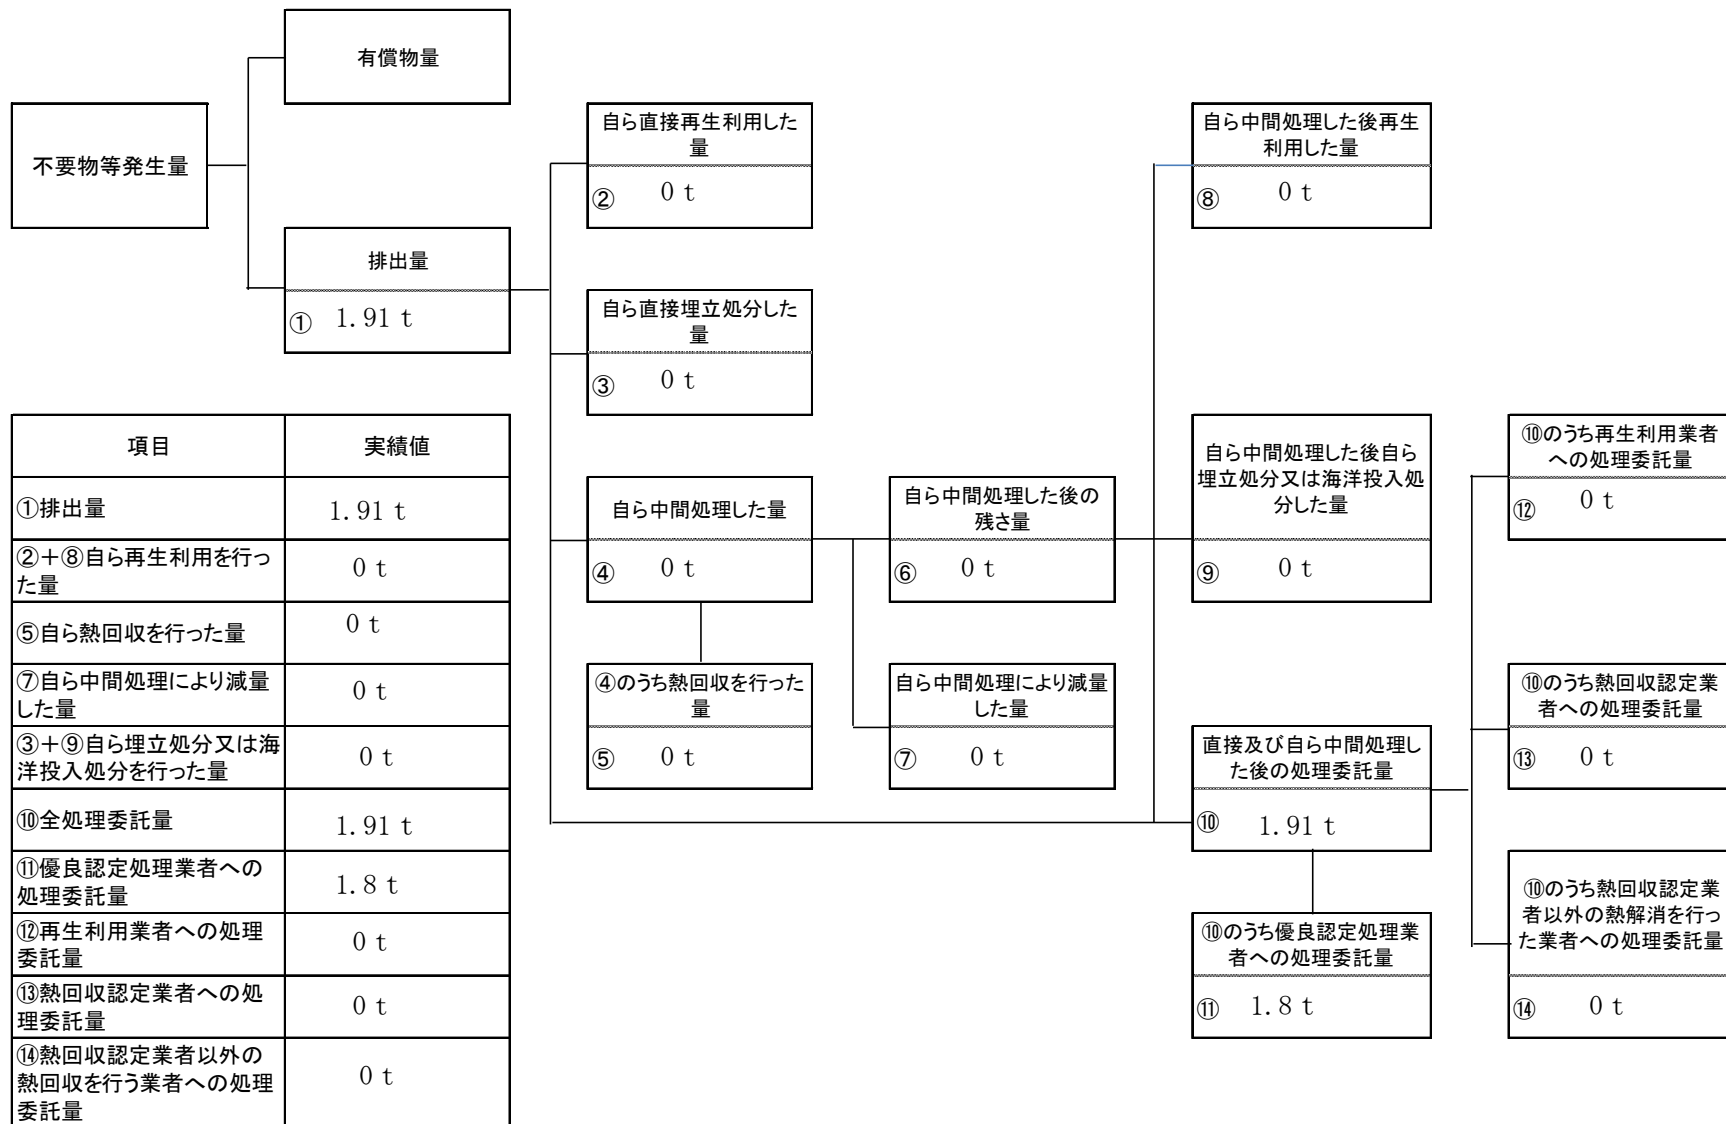 有償物量
不要物等発生量
排出量
① 1.91 t
自ら直接再生利用した
量
② 0 t
自ら直接埋立処分した
量
③ 0 t
自ら中間処理した量
④ 0 t
④のうち熱回収を行った
量
⑤ 0 t
自ら中間処理した後の
残さ量
⑥ 0 t
自ら中間処理により減量
した量
⑦ 0 t
自ら中間処理した後再生
利用した量
⑧ 0 t
自ら中間処理した後自ら
埋立処分又は海洋投入処
分した量
⑨ 0 t
直接及び自ら中間処理し
た後の処理委託量
⑩ 1.91 t
⑩のうち優良認定処理業
者への処理委託量
⑪ 1.8 t
⑩のうち再生利用業者
への処理委託量
⑫ 0 t
⑩のうち熱回収認定業
者への処理委託量
⑬ 0 t
⑩のうち熱回収認定業
者以外の熱解消を行っ
た業者への処理委託量
⑭ 0 t
項目 実績値
①排出量 1.91 t
②＋⑧自ら再生利用を行っ
た量 0 t
⑤自ら熱回収を行った量 0 t
⑦自ら中間処理により減量
した量 0 t
③＋⑨自ら埋立処分又は海
洋投入処分を行った量 0 t
⑩全処理委託量 1.91 t
⑪優良認定処理業者への
処理委託量 1.8 t
⑫再生利用業者への処理
委託量 0 t
⑬熱回収認定業者への処
理委託量 0 t
⑭熱回収認定業者以外の
熱回収を行う業者への処理
委託量 0 t